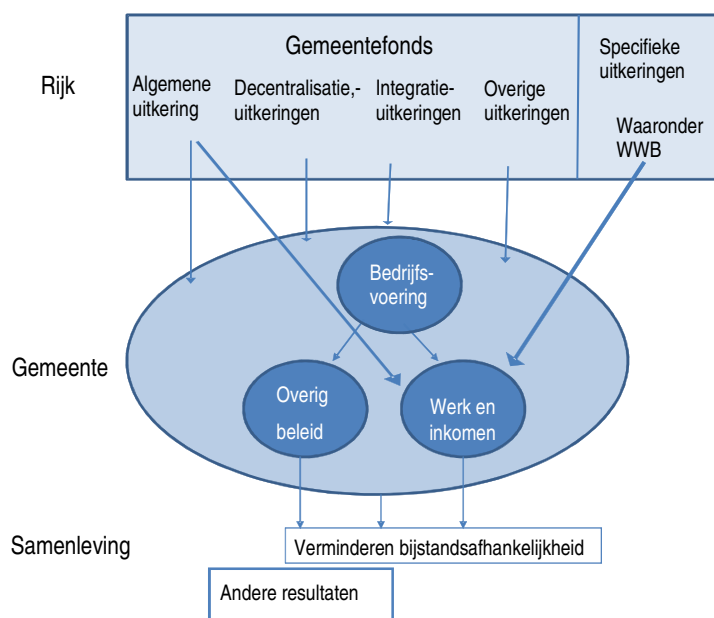 Gemeentefonds
Specifieke
uitkeringen
Rijk
Algemene
uitkering
Decentralisatie,-
uitkeringen
Integratie-
uitkeringen
Overige
uitkeringen
Waaronder
WWB
Bedrijfs-
voering
Gemeente
Overig
beleid
Werk en
inkomen
Samenleving
Verminderen bijstandsafhankelijkheid
Andere resultaten